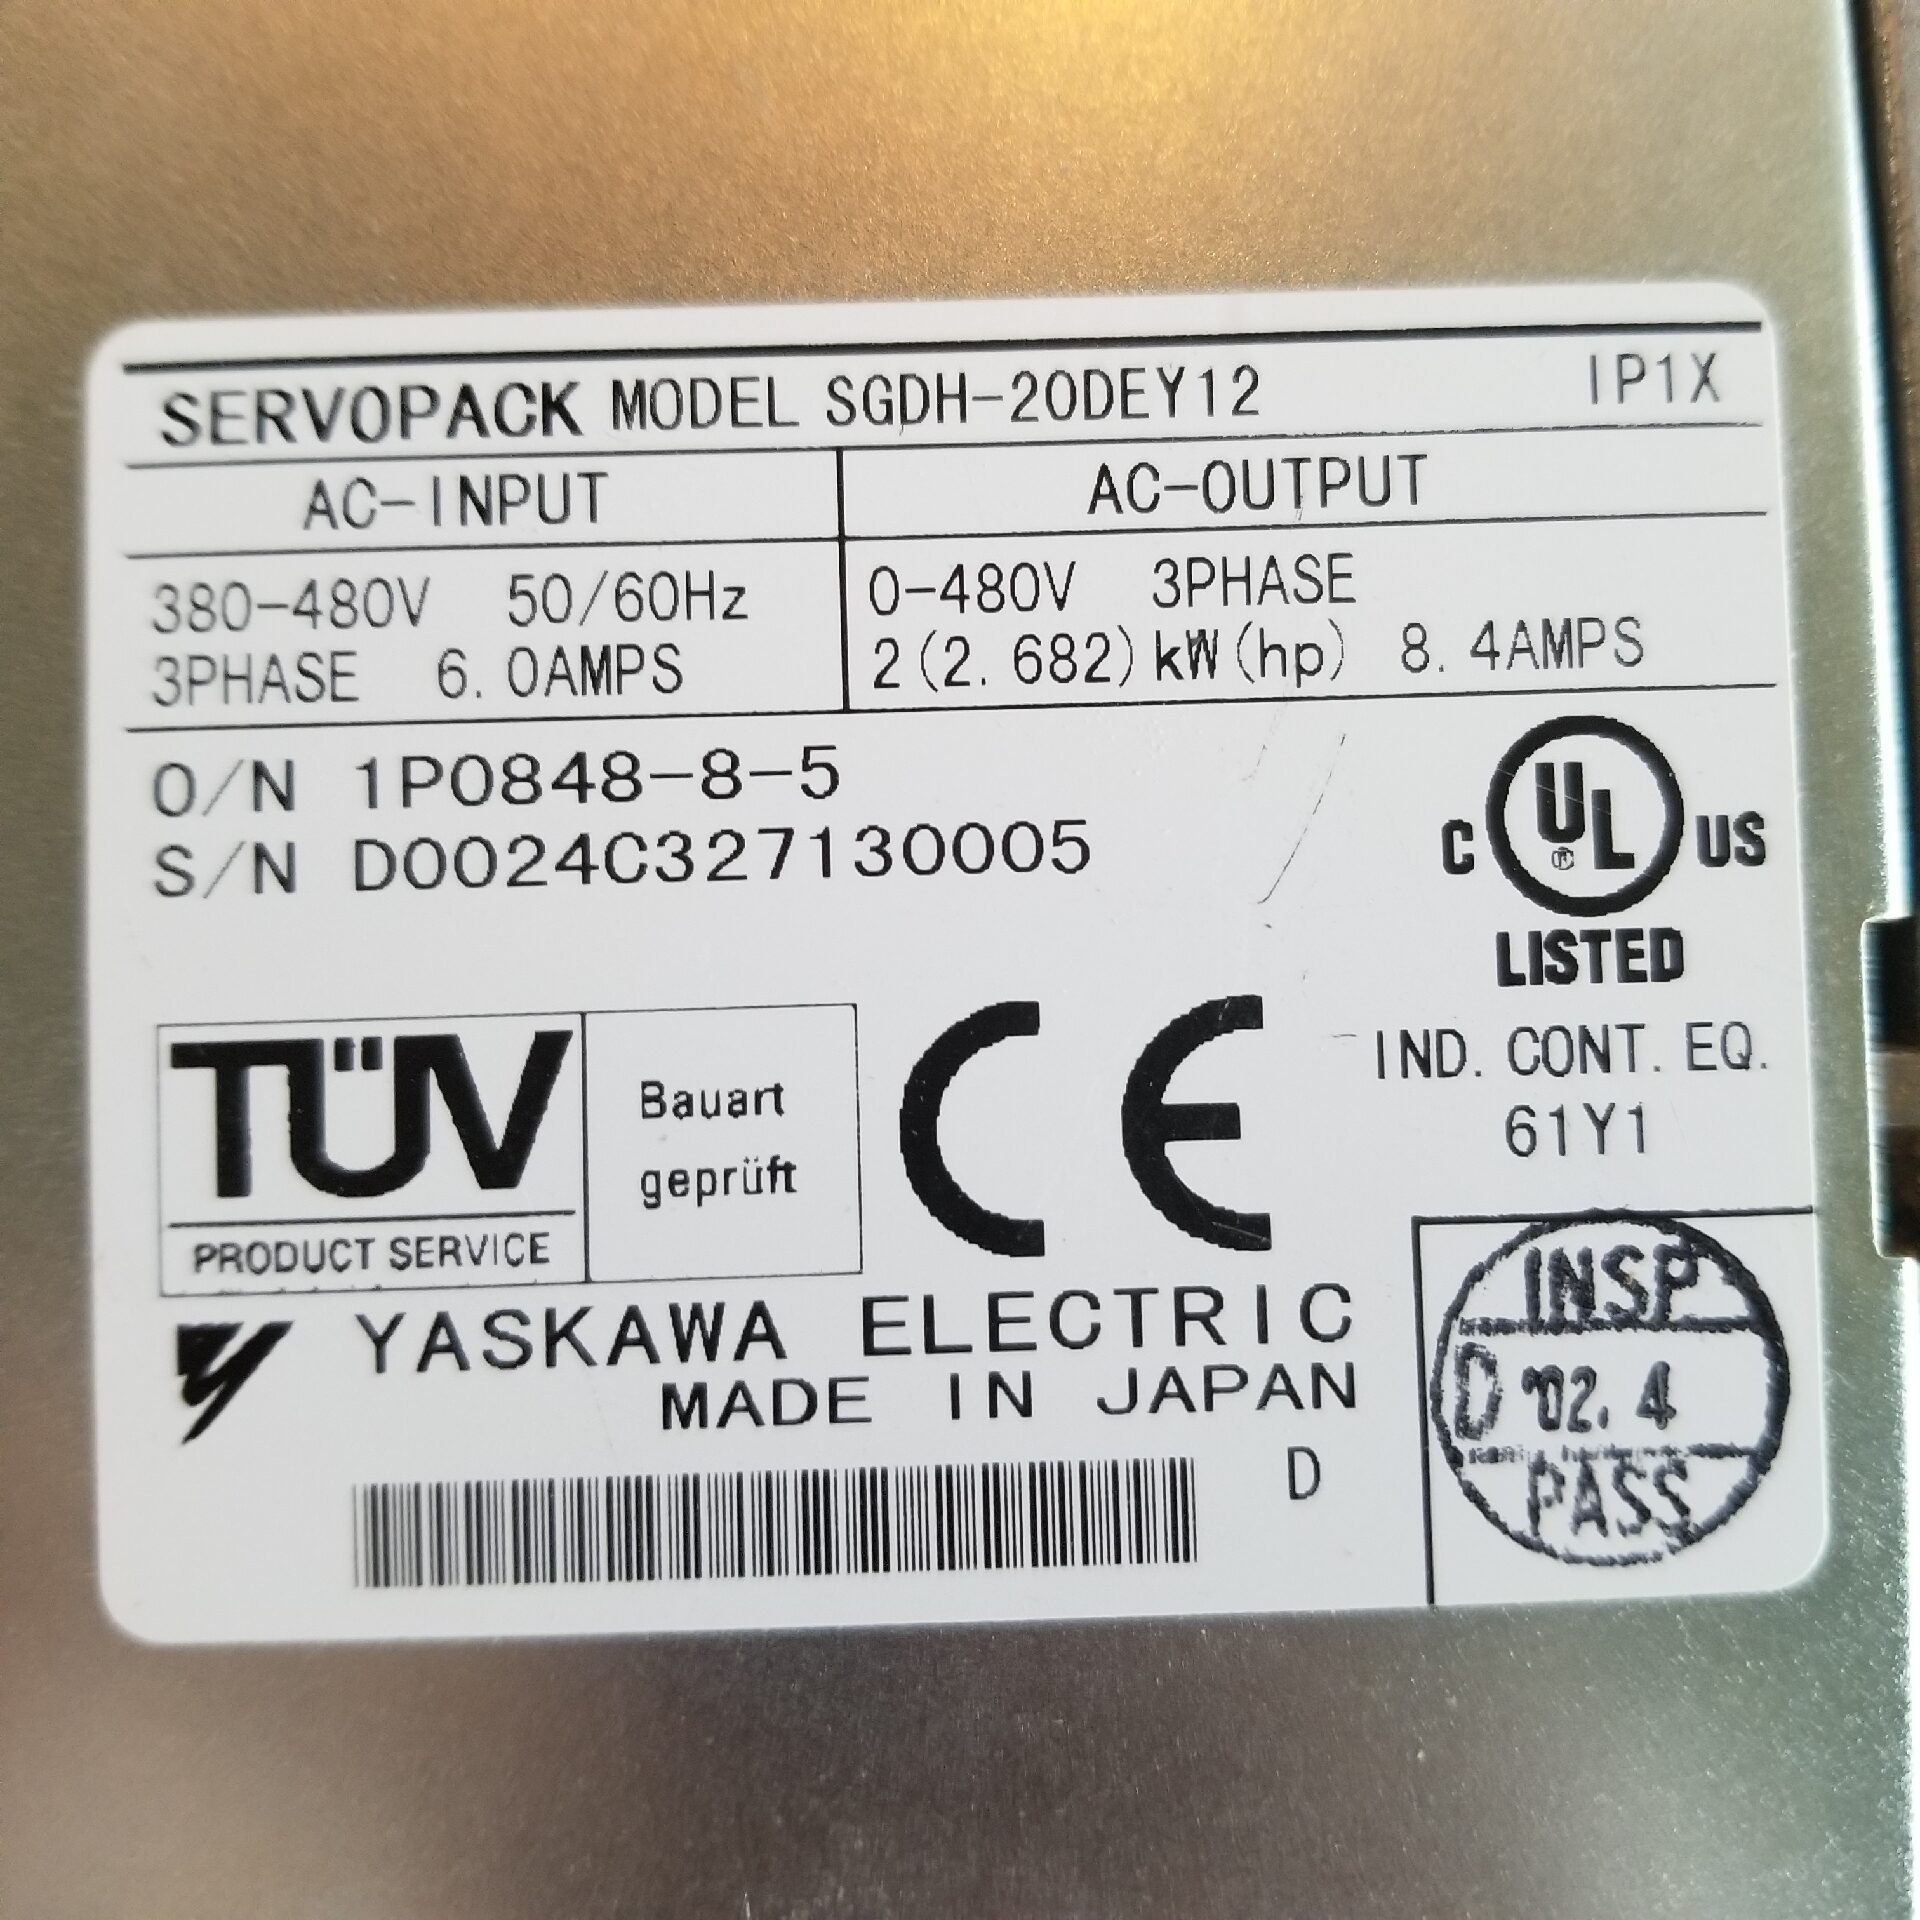 SERVOPACK MODEL SGDH-20DEY12 IP1X
AC-INPUT AC-OUTPUT
380-480V 50/60Hz 0-480V 3PHASE
3PHASE 6.0AMPS 2(2.682)kW(hp) 8.4AMPS
O/N 1P0848-8-5
S/N D0024C327130005
C UL ® US
LISTED
IND. CONT. EQ.
61Y1
TÜV
PRODUCT SERVICE
Bauart
geprüft
CE
YASKAWA ELECTRIC
MADE IN JAPAN
D
INSP
D '02.4
PASS